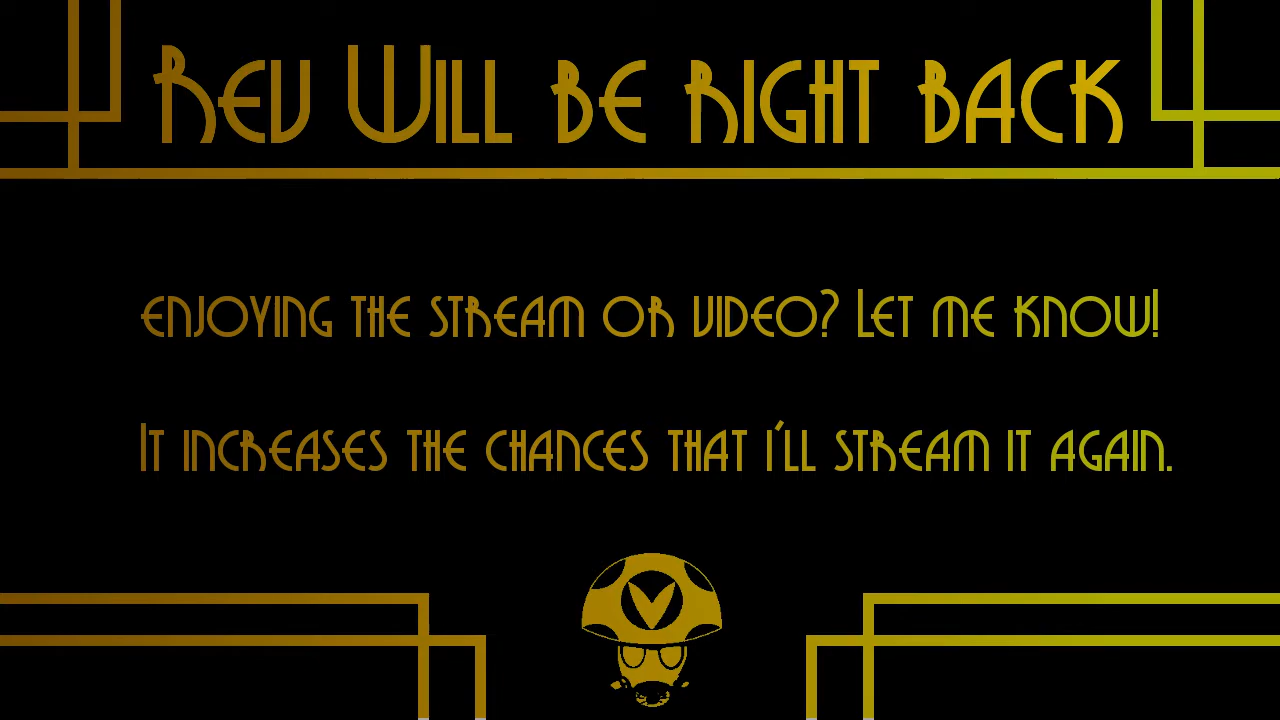 Rev Will be right back
enjoying the stream or video? Let me know!
It increases the chances that i'll stream it again.